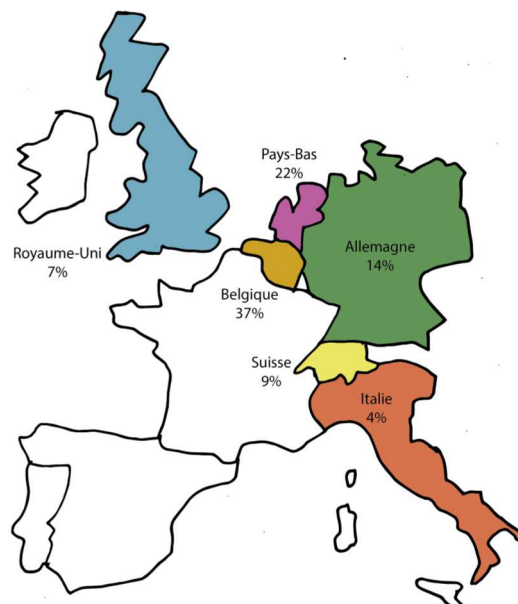 Pays-Bas
22%
Royaume-Uni
7%
Allemagne
14%
Belgique
37%
Suisse
9%
Italie
4%